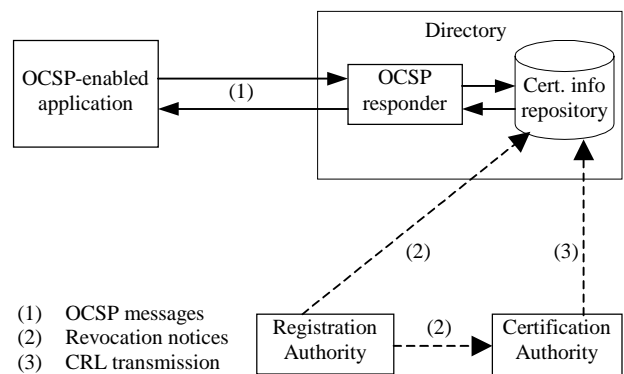 Directory
OCSP-enabled
application
(1)
OCSP
responder
Cert. info
repository
(2)
(3)
(1) OCSP messages
(2) Revocation notices
(3) CRL transmission
Registration
Authority
(2)
Certification
Authority